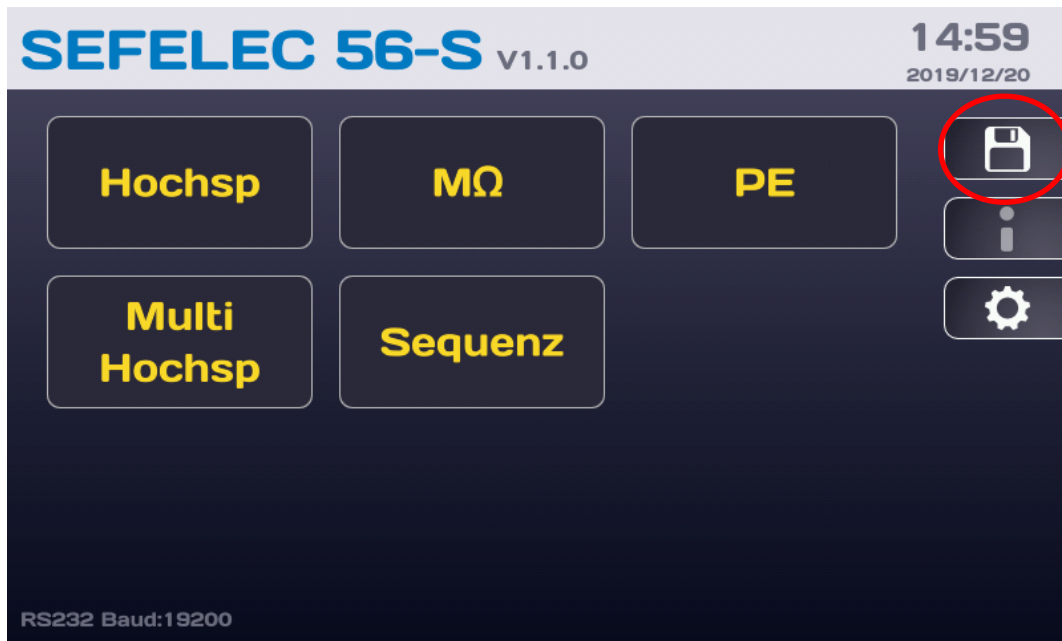 SEFELEC 56-S V1.1.0
14:59
2019/12/20
Hochsp
MΩ
PE
Multi
Hochsp
Sequenz
RS232 Baud:19200